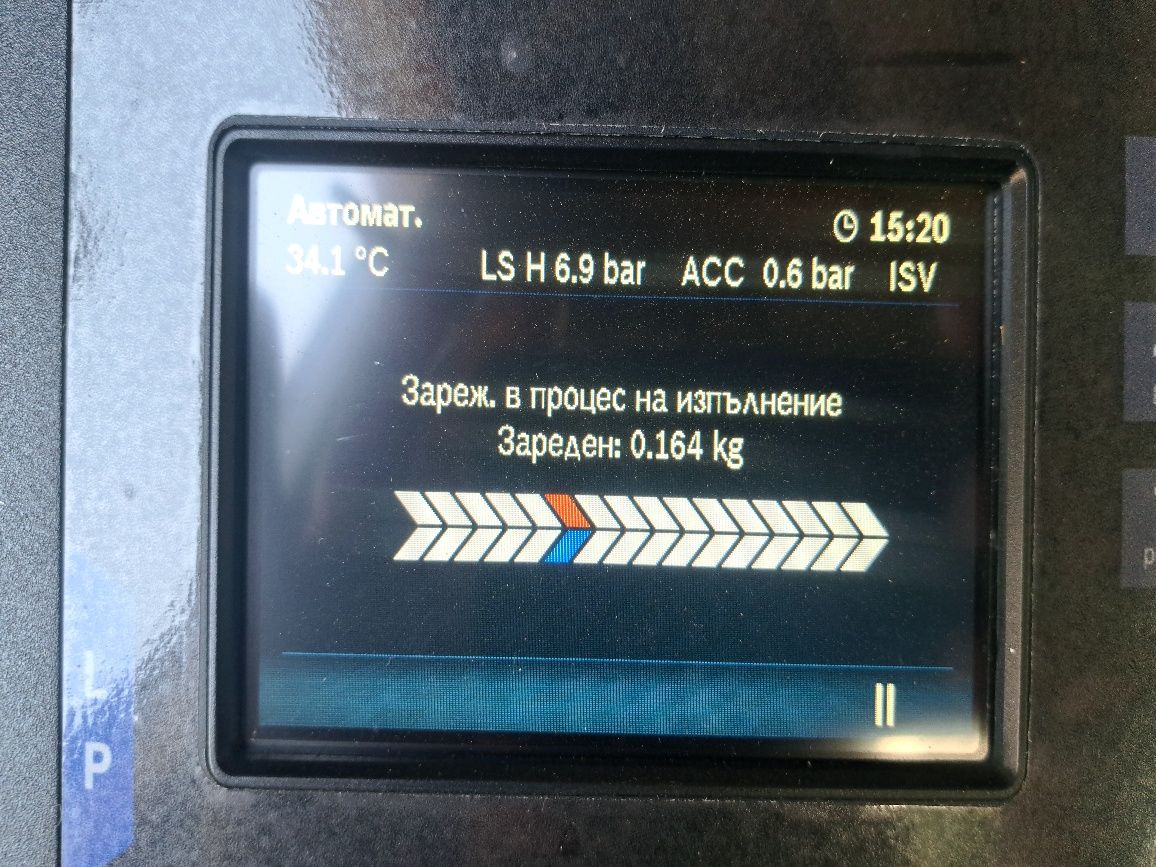 Автомат.
15:20
34.1 °C LS H 6.9 bar ACC 0.6 bar ISV
Зареж. в процес на изпълнение
Зареден: 0.164 kg
L
P